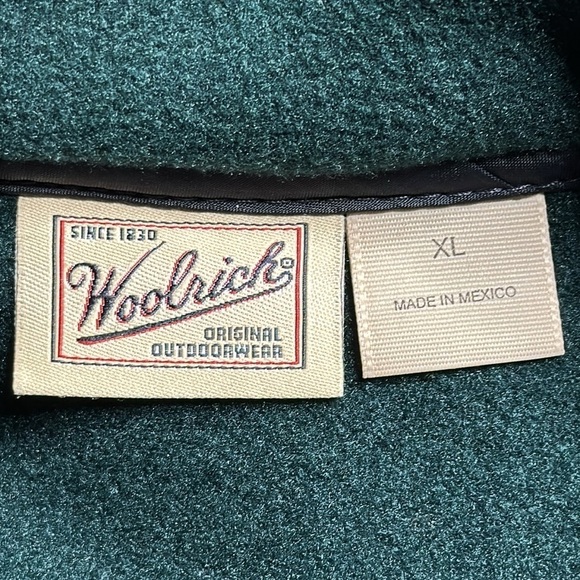 SINCE 1830
Woolrich®
ORIGINAL
OUTDOORWEAR
XL
MADE IN MEXICO